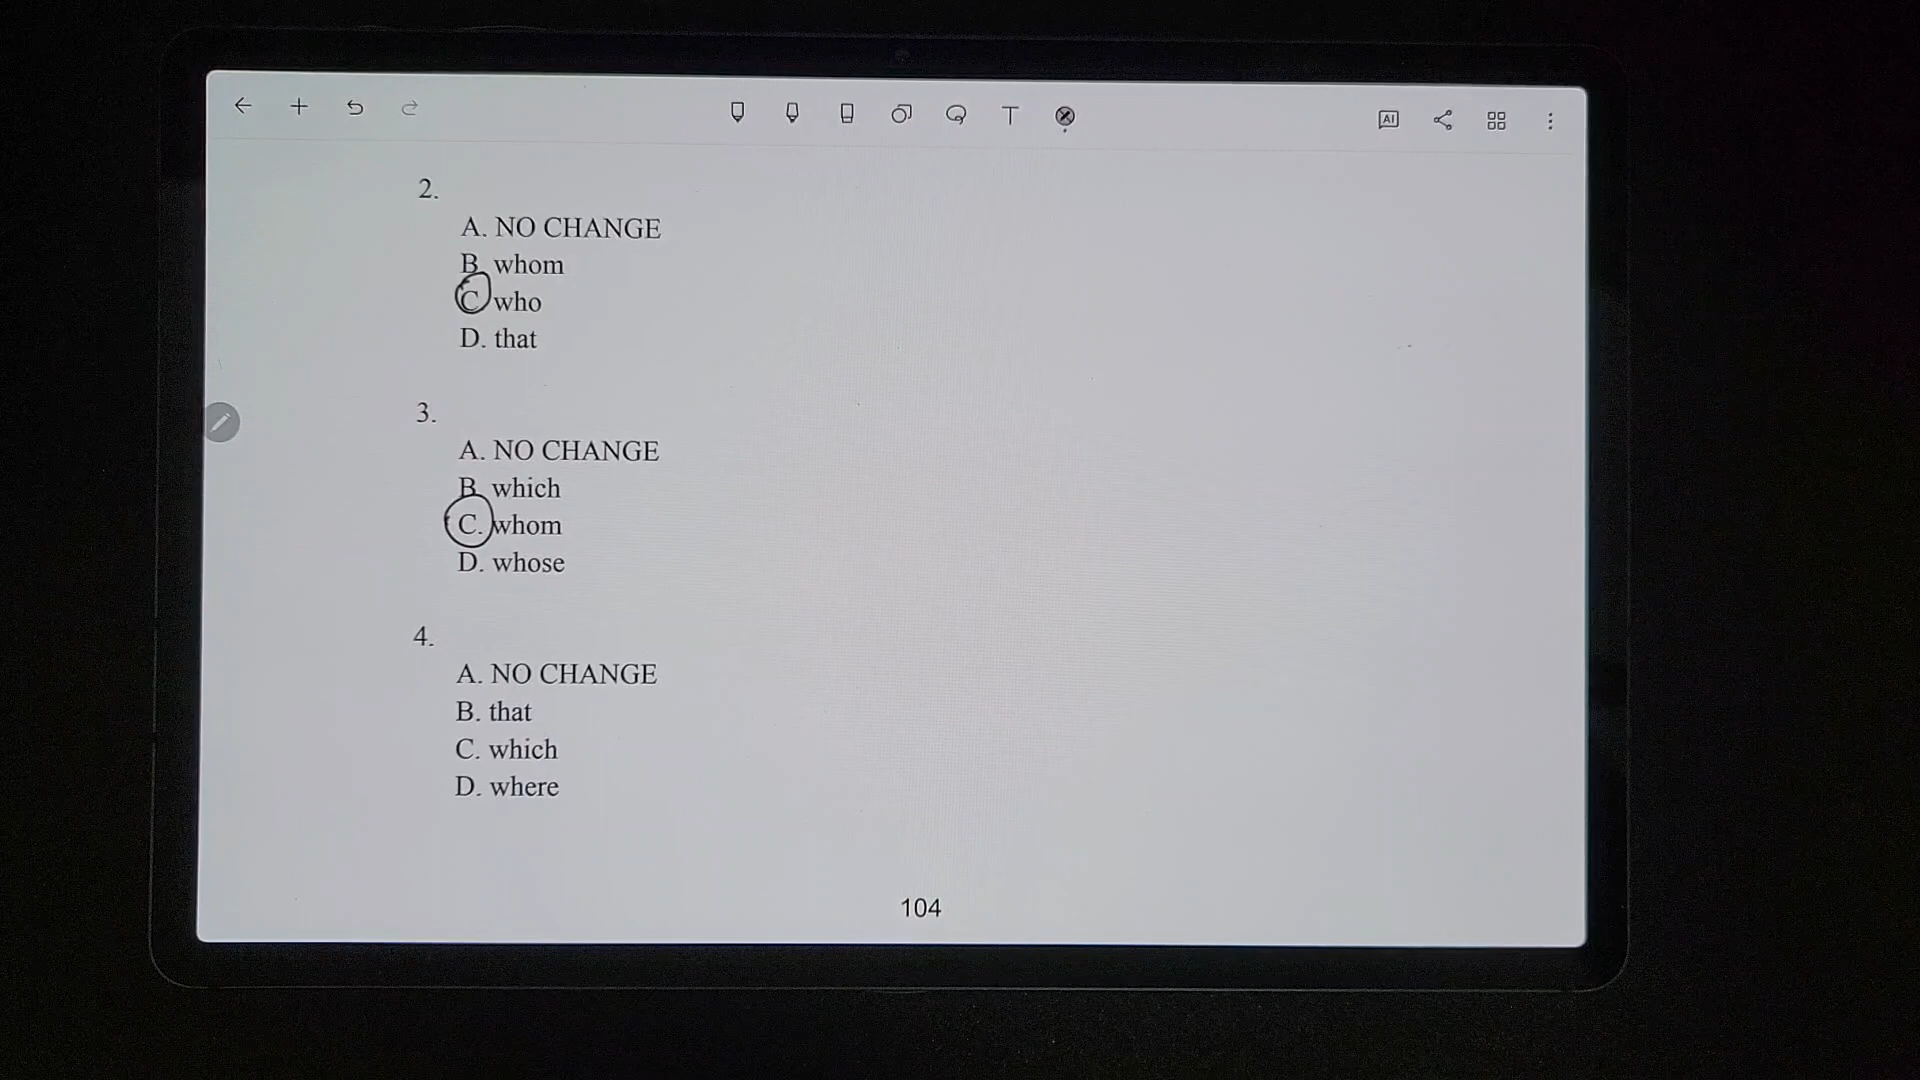 AI
2.
A. NO CHANGE
B. whom
C. who
D. that
3.
A. NO CHANGE
B. which
C. whom
D. whose
4.
A. NO CHANGE
B. that
C. which
D. where
104